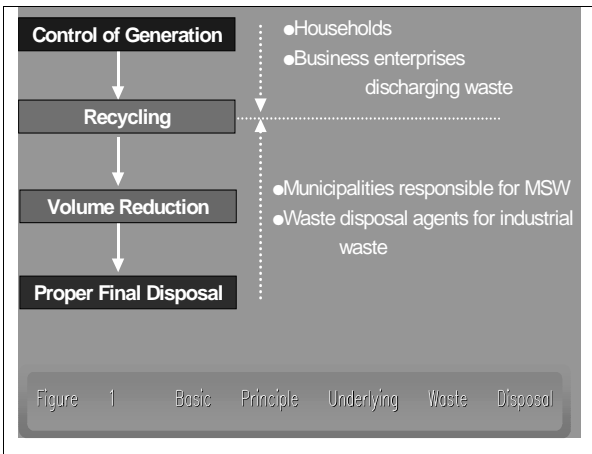 Control of Generation
●Households
●Business enterprises
discharging waste
Recycling
●Municipalities responsible for MSW
Volume Reduction
●Waste disposal agents for industrial
waste
Proper Final Disposal
Figure 1 Basic Principle Underlying Waste Disposal